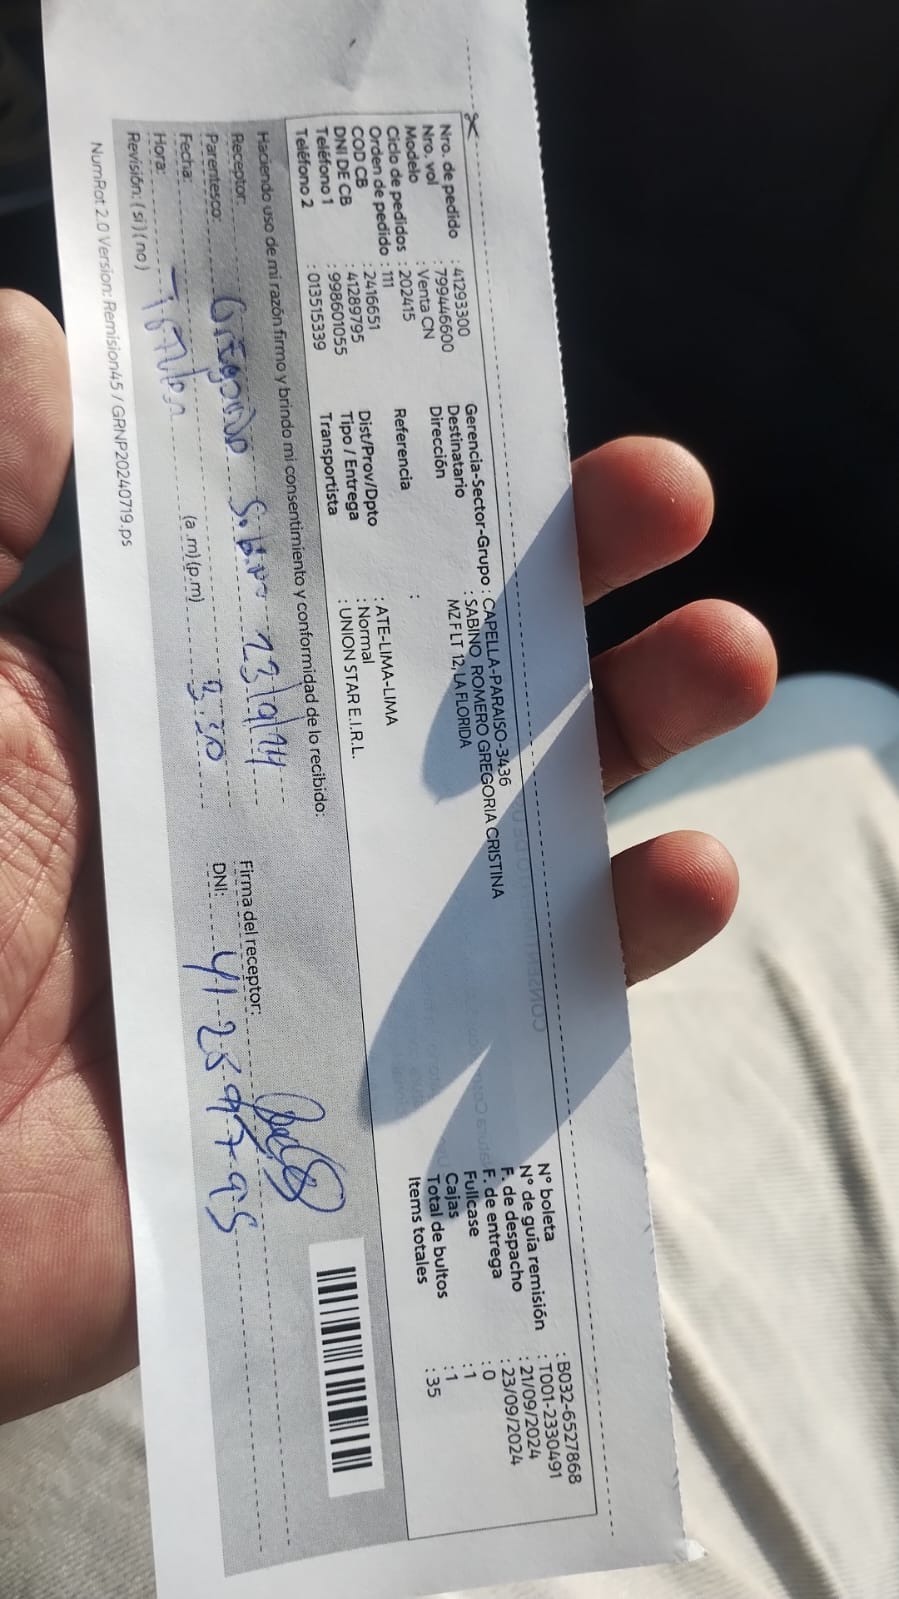 Nro. de pedido : 41293300
Nro. vol : 799446600
Modelo : Venta CN
Ciclo de pedidos : 202415
Orden de pedido : 111
COD CB : 2416651
DNI DE CB : 41289795
Teléfono 1 : 998601055
Teléfono 2 : 013515339
Gerencia-Sector-Grupo : CAPELLA-PARAISO-3436
Destinatario : SABINO ROMERO GREGORIA CRISTINA
Dirección MZ F LT 12, LA FLORIDA
Referencia :
Dist/Prov/Dpto : ATE-LIMA-LIMA
Tipo / Entrega : Normal
Transportista : UNION STAR E.I.R.L.
N° boleta : B032-6527868
N° de guía remisión : T001-2330491
F. de despacho : 21/09/2024
F. de entrega : 23/09/2024
Fullcase : 0
Cajas : 1
Total de bultos : 1
Items totales : 35
Haciendo uso de mi razón firmo y brindo mi consentimiento y conformidad de lo recibido:
Receptor: Sabino 23/9/24
Firma del receptor:
Parentesco:
DNI: 41289795
Fecha:
Hora: Titular (a.m)(p.m) 3:30
Revisión: (si) (no)
NumRot 2.0 Version: Remision45 / GRNP20240719.ps